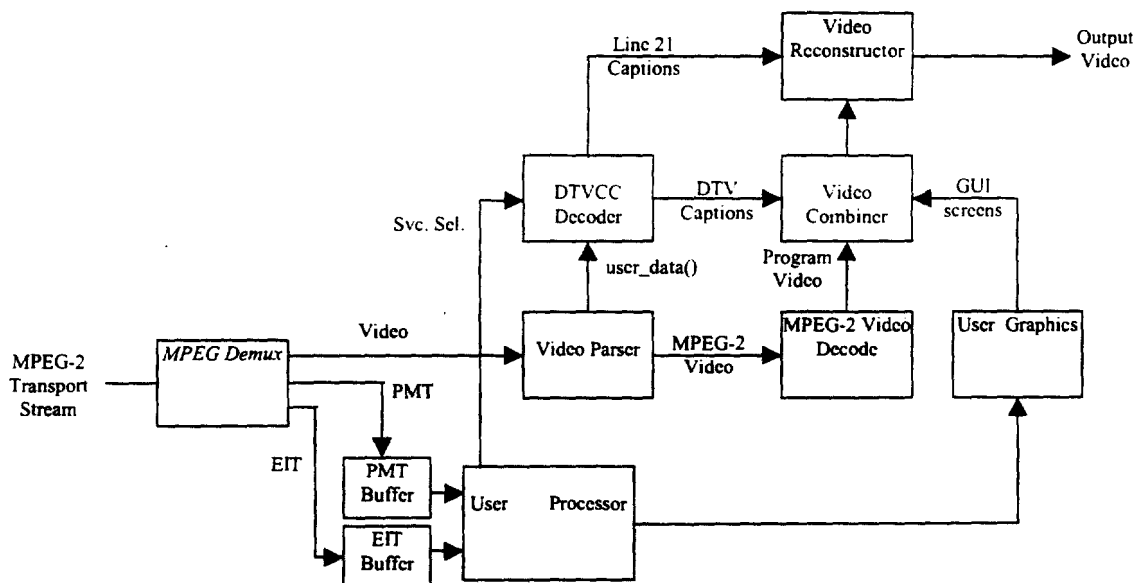 Line 21
Captions
Video
Reconstructor
Output
Video
DTVCC
Decoder
DTV
Captions
Video
Combiner
GUI
screens
Svc. Sel.
user_data()
Program
Video
Video
MPEG Demux
Video Parser
MPEG-2
Video
MPEG-2 Video
Decode
User Graphics
MPEG-2
Transport
Stream
PMT
EIT
PMT
Buffer
User Processor
EIT
Buffer